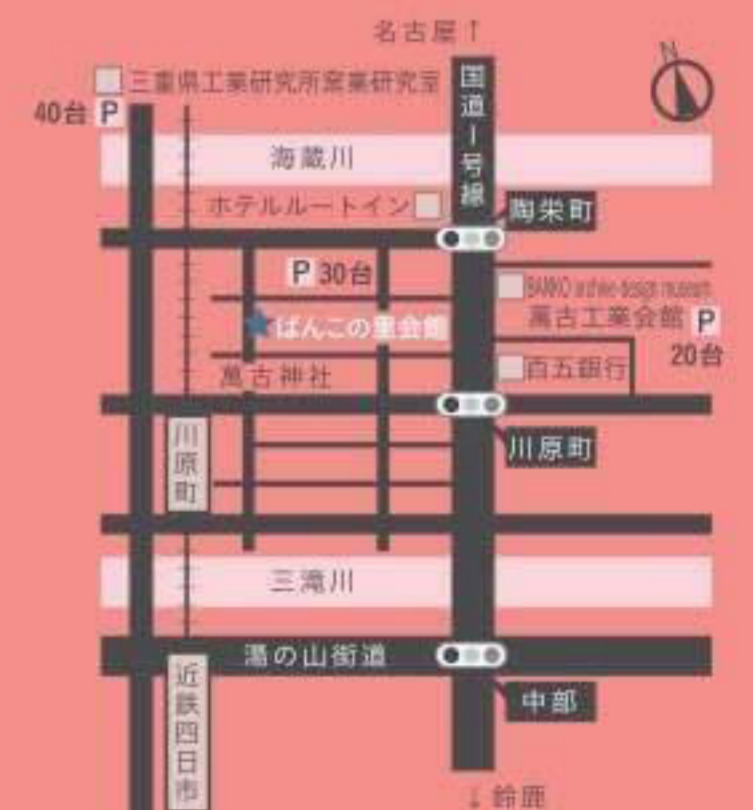 名古屋↑
N
三重県工業研究所窯業研究室
国道1号線
40台 P
海蔵川
ホテルルートイン
陶栄町
P 30台
BANKO archive design museum
ばんこの里会館
萬古工業会館 P
20台
萬古神社
百五銀行
川原町
川原町
三滝川
湯の山街道
近鉄四日市
中部
↓鈴鹿